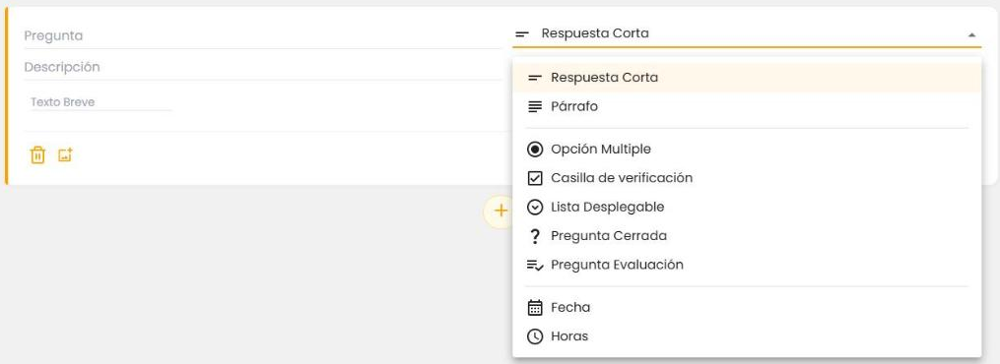 Pregunta
Respuesta Corta
Descripción
Texto Breve
Respuesta Corta
Párrafo
Opción Multiple
Casilla de verificación
Lista Desplegable
Pregunta Cerrada
Pregunta Evaluación
Fecha
Horas